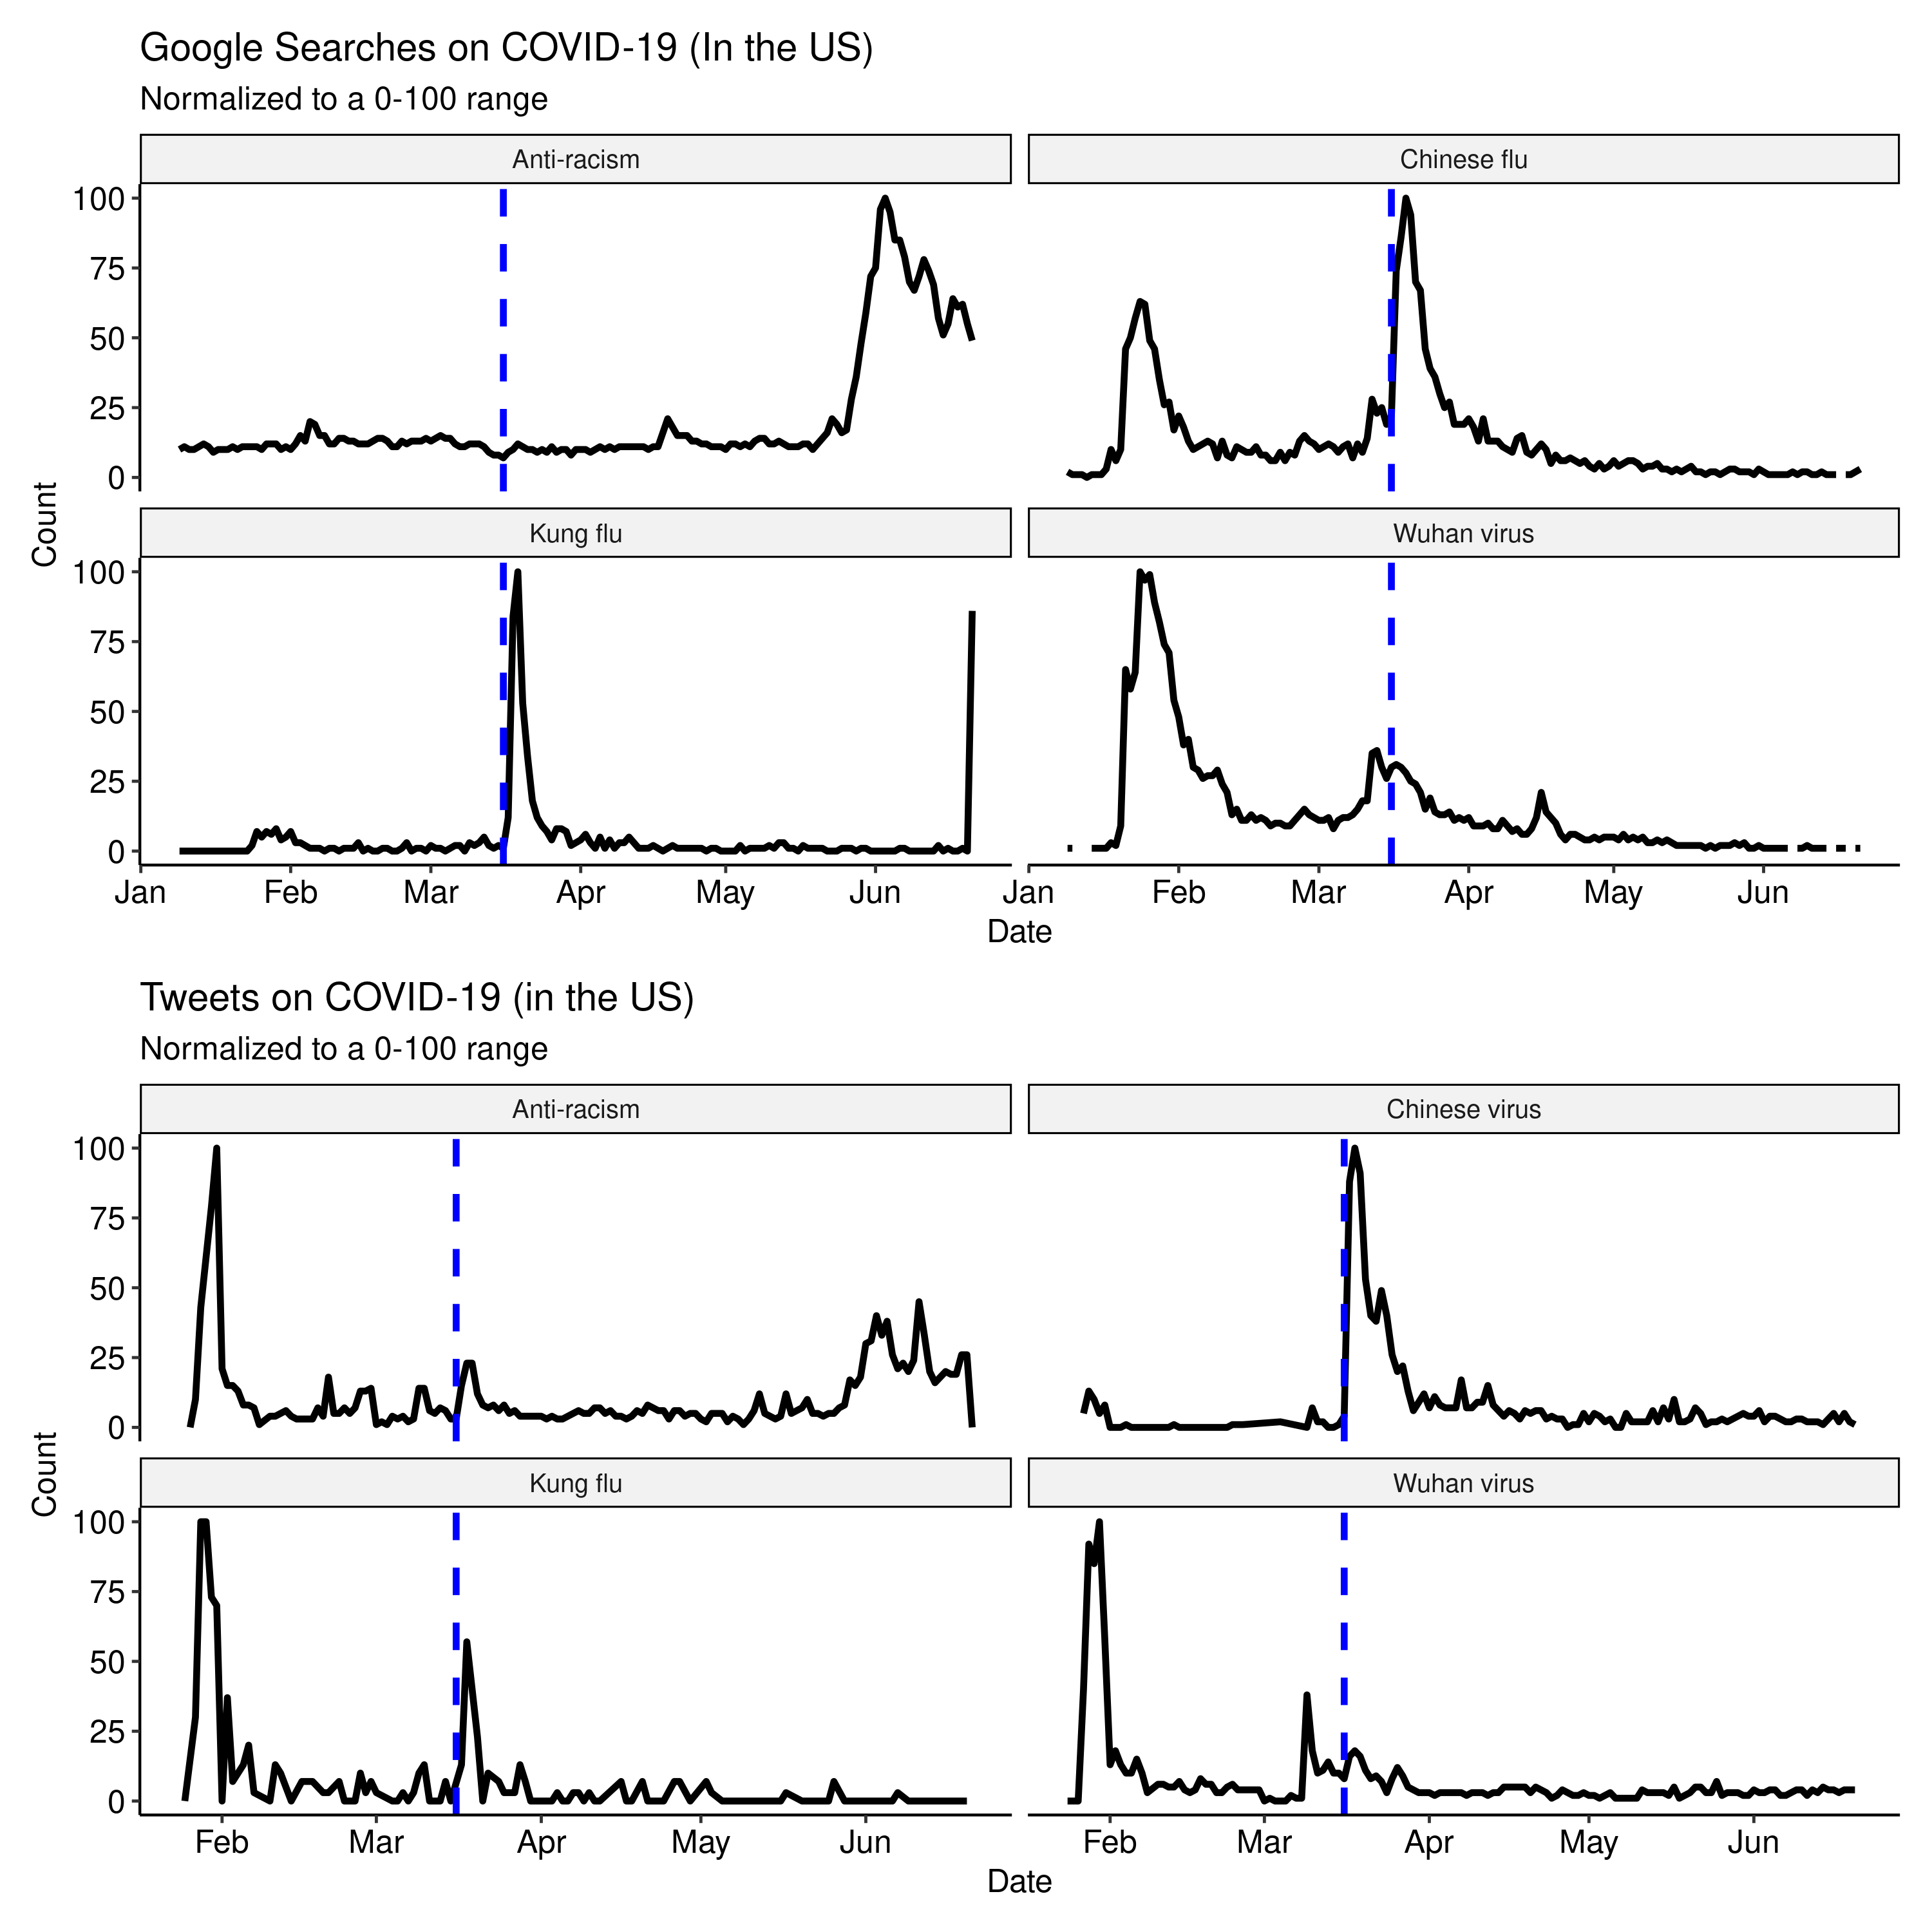 Google Searches on COVID-19 (In the US)
Normalized to a 0-100 range
Anti-racism
Chinese flu
100
75
50
25
0
Count
Kung flu
Wuhan virus
100
75
50
25
0
Jan Feb Mar Apr May Jun
Jan Feb Mar Apr May Jun
Date
Tweets on COVID-19 (in the US)
Normalized to a 0-100 range
Anti-racism
Chinese virus
100
75
50
25
0
Count
Kung flu
Wuhan virus
100
75
50
25
0
Feb Mar Apr May Jun
Feb Mar Apr May Jun
Date